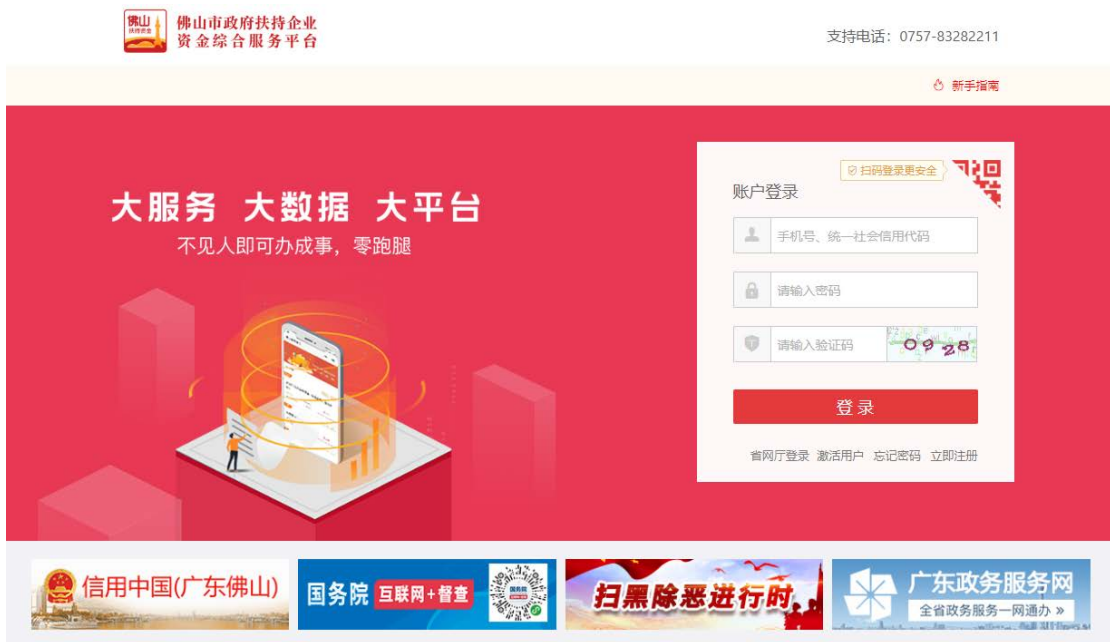 佛山
扶持资金
佛山市政府扶持企业
资金综合服务平台
支持电话：0757-83282211
新手指南
大服务 大数据 大平台
不见人即可办成事，零跑腿
扫码登录更安全
账户登录
手机号、统一社会信用代码
请输入密码
请输入验证码
0928
登录
省网厅登录 激活用户 忘记密码 立即注册
信用中国(广东佛山)
国务院 互联网+督查
国务院
扫黑除恶进行时
广东政务服务网
全省政务服务一网通办 »